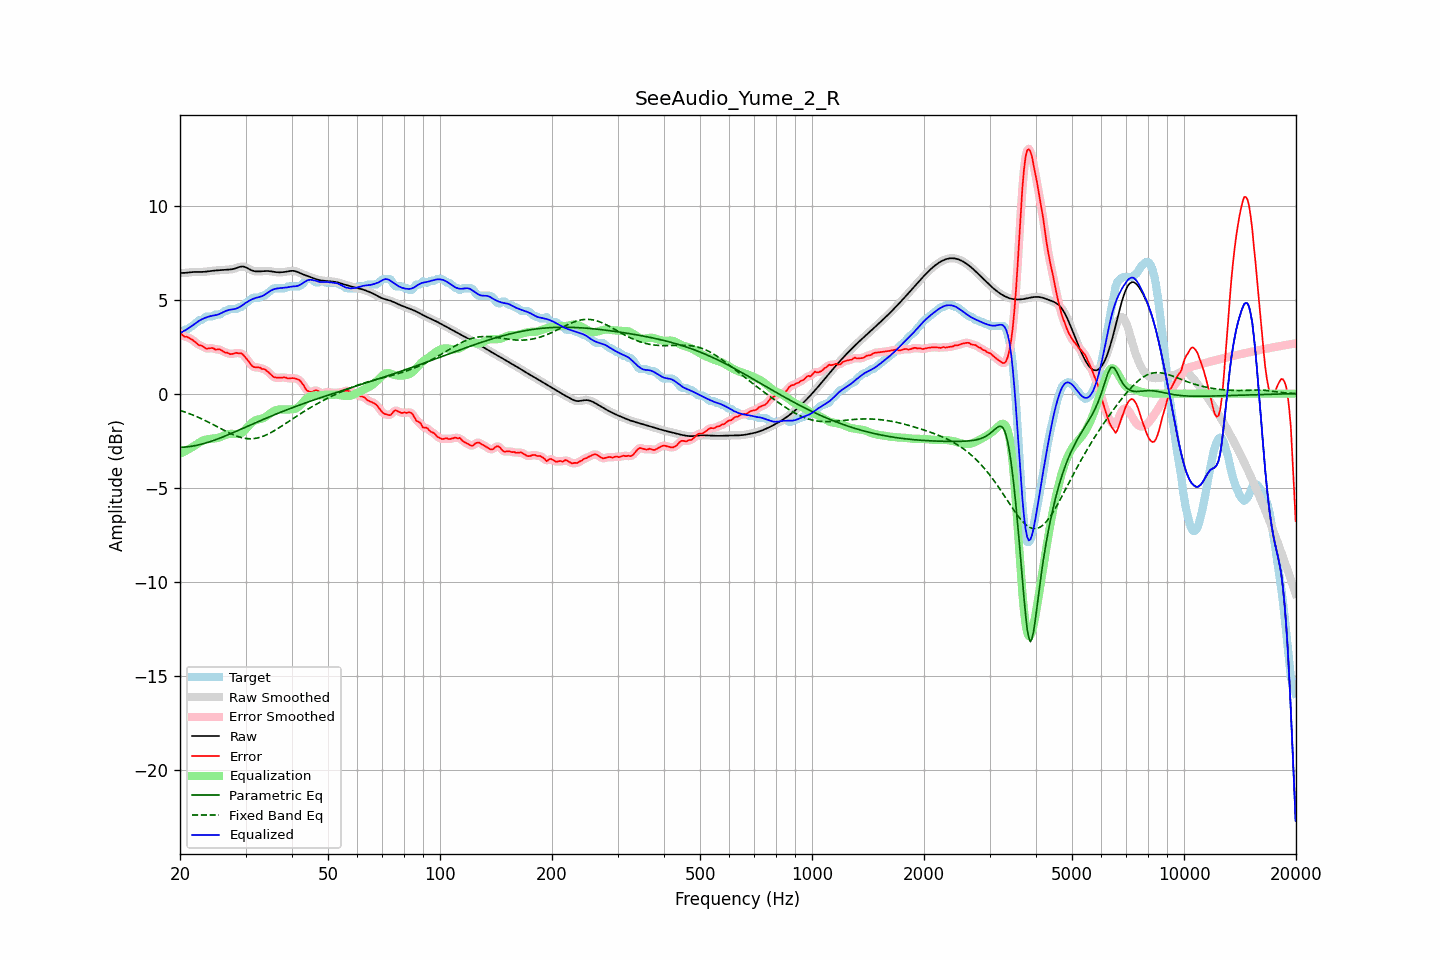 SeeAudio_Yume_2_R
Amplitude (dBr)
10
5
0
−5
−10
−15
−20
Target
Raw Smoothed
Error Smoothed
Raw
Error
Equalization
Parametric Eq
Fixed Band Eq
Equalized
20 50 100 200 500 1000 2000 5000 10000 20000
Frequency (Hz)